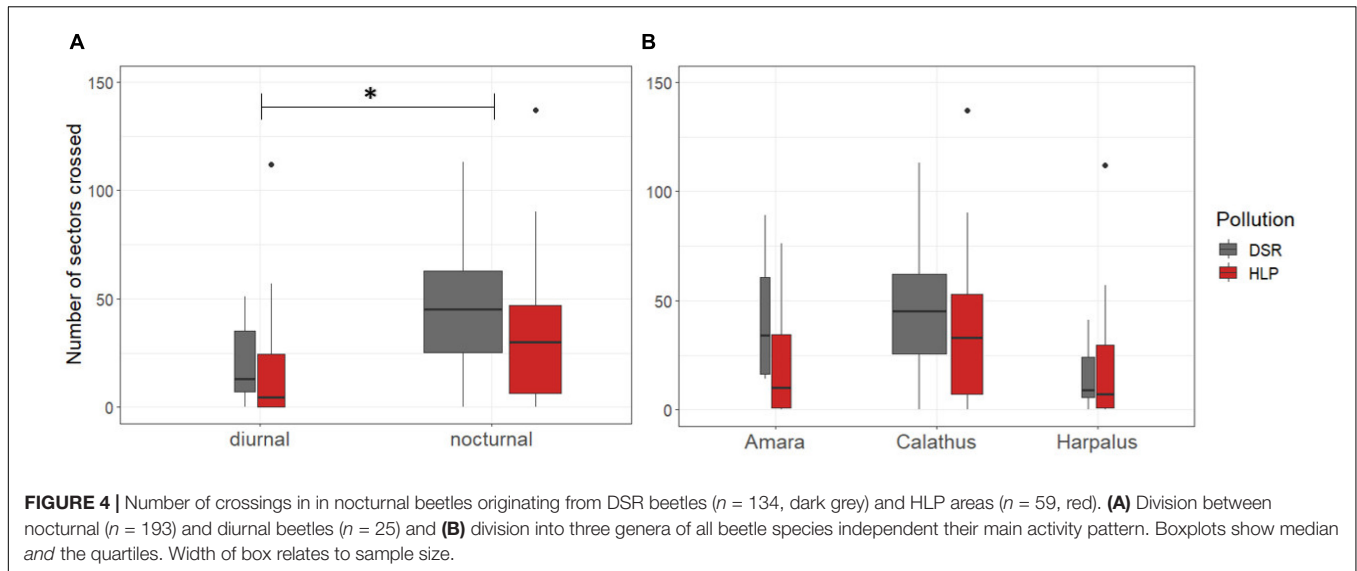 A
B
Number of sectors crossed
150
100
50
0
*
diurnal
nocturnal
150
100
50
0
Amara
Calathus
Harpalus
Pollution
DSR
HLP
FIGURE 4 | Number of crossings in in nocturnal beetles originating from DSR beetles (n = 134, dark grey) and HLP areas (n = 59, red). (A) Division between
nocturnal (n = 193) and diurnal beetles (n = 25) and (B) division into three genera of all beetle species independent their main activity pattern. Boxplots show median
and the quartiles. Width of box relates to sample size.